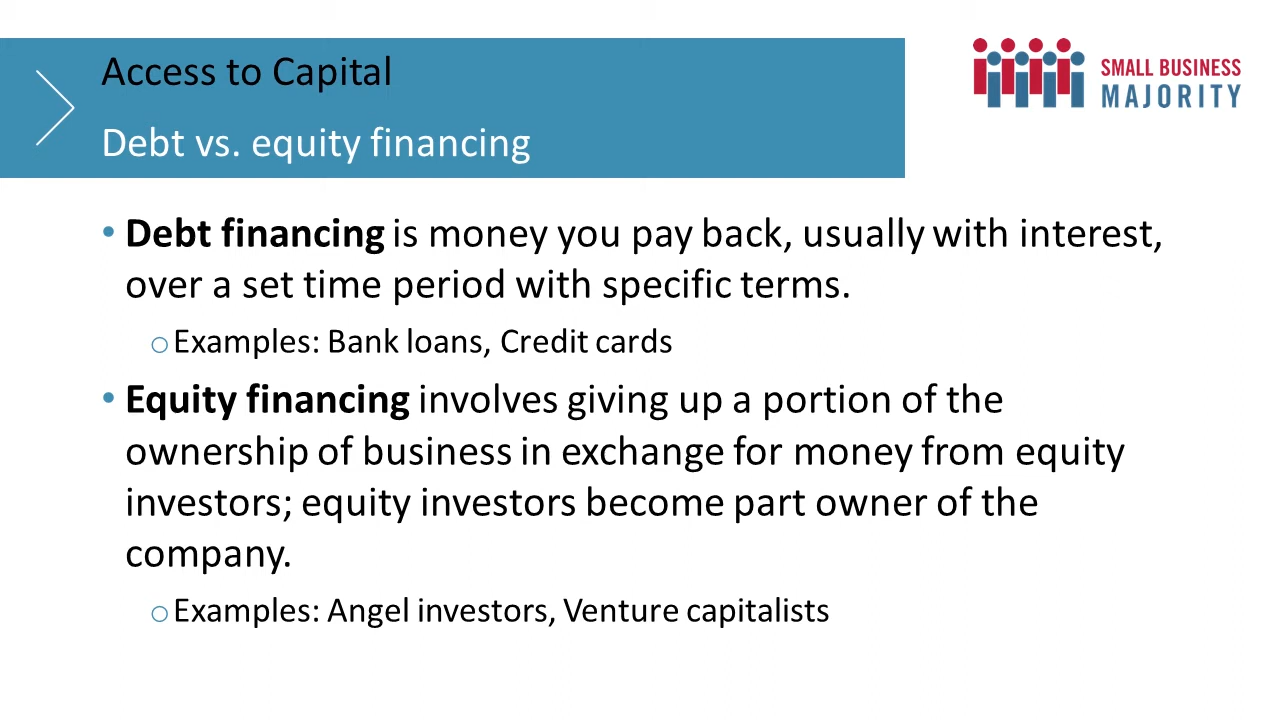 Access to Capital
SMALL BUSINESS
MAJORITY
Debt vs. equity financing
• Debt financing is money you pay back, usually with interest,
over a set time period with specific terms.
o Examples: Bank loans, Credit cards
• Equity financing involves giving up a portion of the
ownership of business in exchange for money from equity
investors; equity investors become part owner of the
company.
o Examples: Angel investors, Venture capitalists